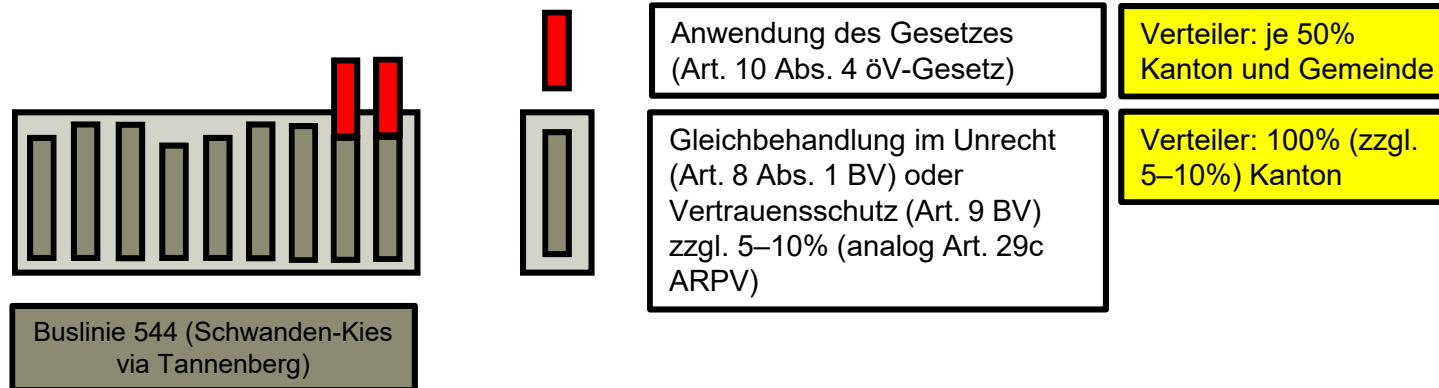 Anwendung des Gesetzes
(Art. 10 Abs. 4 öV-Gesetz)
Verteiler: je 50%
Kanton und Gemeinde
Gleichbehandlung im Unrecht
(Art. 8 Abs. 1 BV) oder
Vertrauensschutz (Art. 9 BV)
zzgl. 5–10% (analog Art. 29c
ARPV)
Verteiler: 100% (zzgl.
5–10%) Kanton
Buslinie 544 (Schwanden-Kies
via Tannenberg)